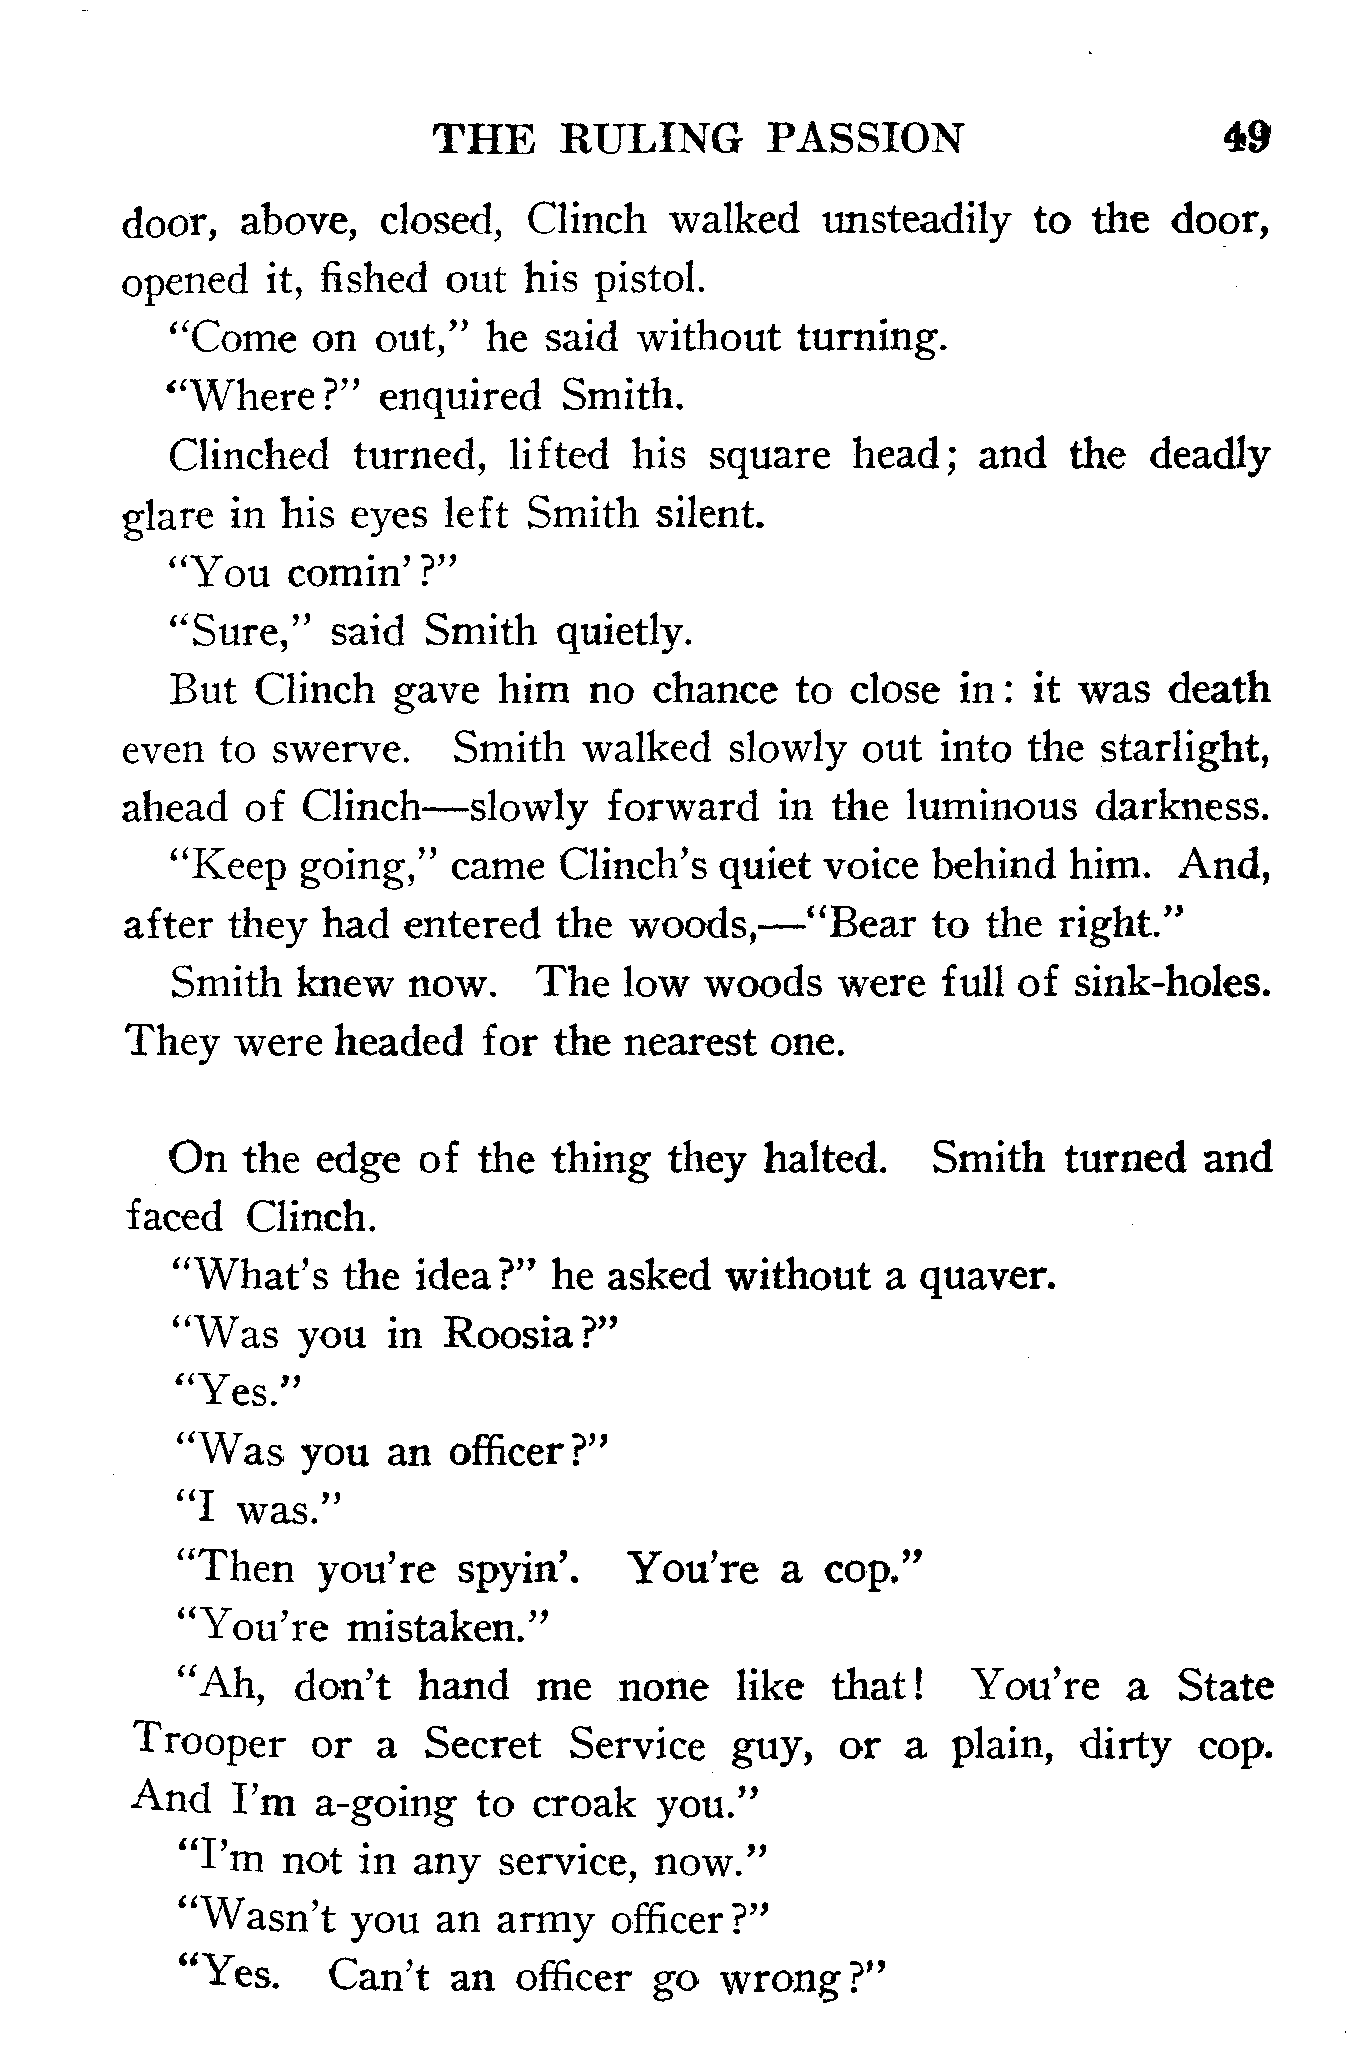 THE RULING PASSION 49
door, above, closed, Clinch walked unsteadily to the door,
opened it, fished out his pistol.
"Come on out," he said without turning.
"Where?" enquired Smith.
Clinched turned, lifted his square head; and the deadly
glare in his eyes left Smith silent.
"You comin'?"
"Sure," said Smith quietly.
But Clinch gave him no chance to close in: it was death
even to swerve. Smith walked slowly out into the starlight,
ahead of Clinch—slowly forward in the luminous darkness.
"Keep going," came Clinch's quiet voice behind him. And,
after they had entered the woods,—"Bear to the right."
Smith knew now. The low woods were full of sink-holes.
They were headed for the nearest one.
On the edge of the thing they halted. Smith turned and
faced Clinch.
"What's the idea?" he asked without a quaver.
"Was you in Roosia?"
"Yes."
"Was you an officer?"
"I was."
"Then you're spyin'. You're a cop."
"You're mistaken."
"Ah, don't hand me none like that! You're a State
Trooper or a Secret Service guy, or a plain, dirty cop.
And I'm a-going to croak you."
"I'm not in any service, now."
"Wasn't you an army officer?"
"Yes. Can't an officer go wrong?"